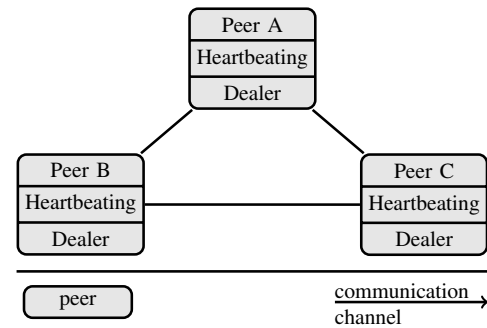 Peer A
Heartbeating
Dealer
Peer B
Heartbeating
Dealer
Peer C
Heartbeating
Dealer
peer
communication
channel